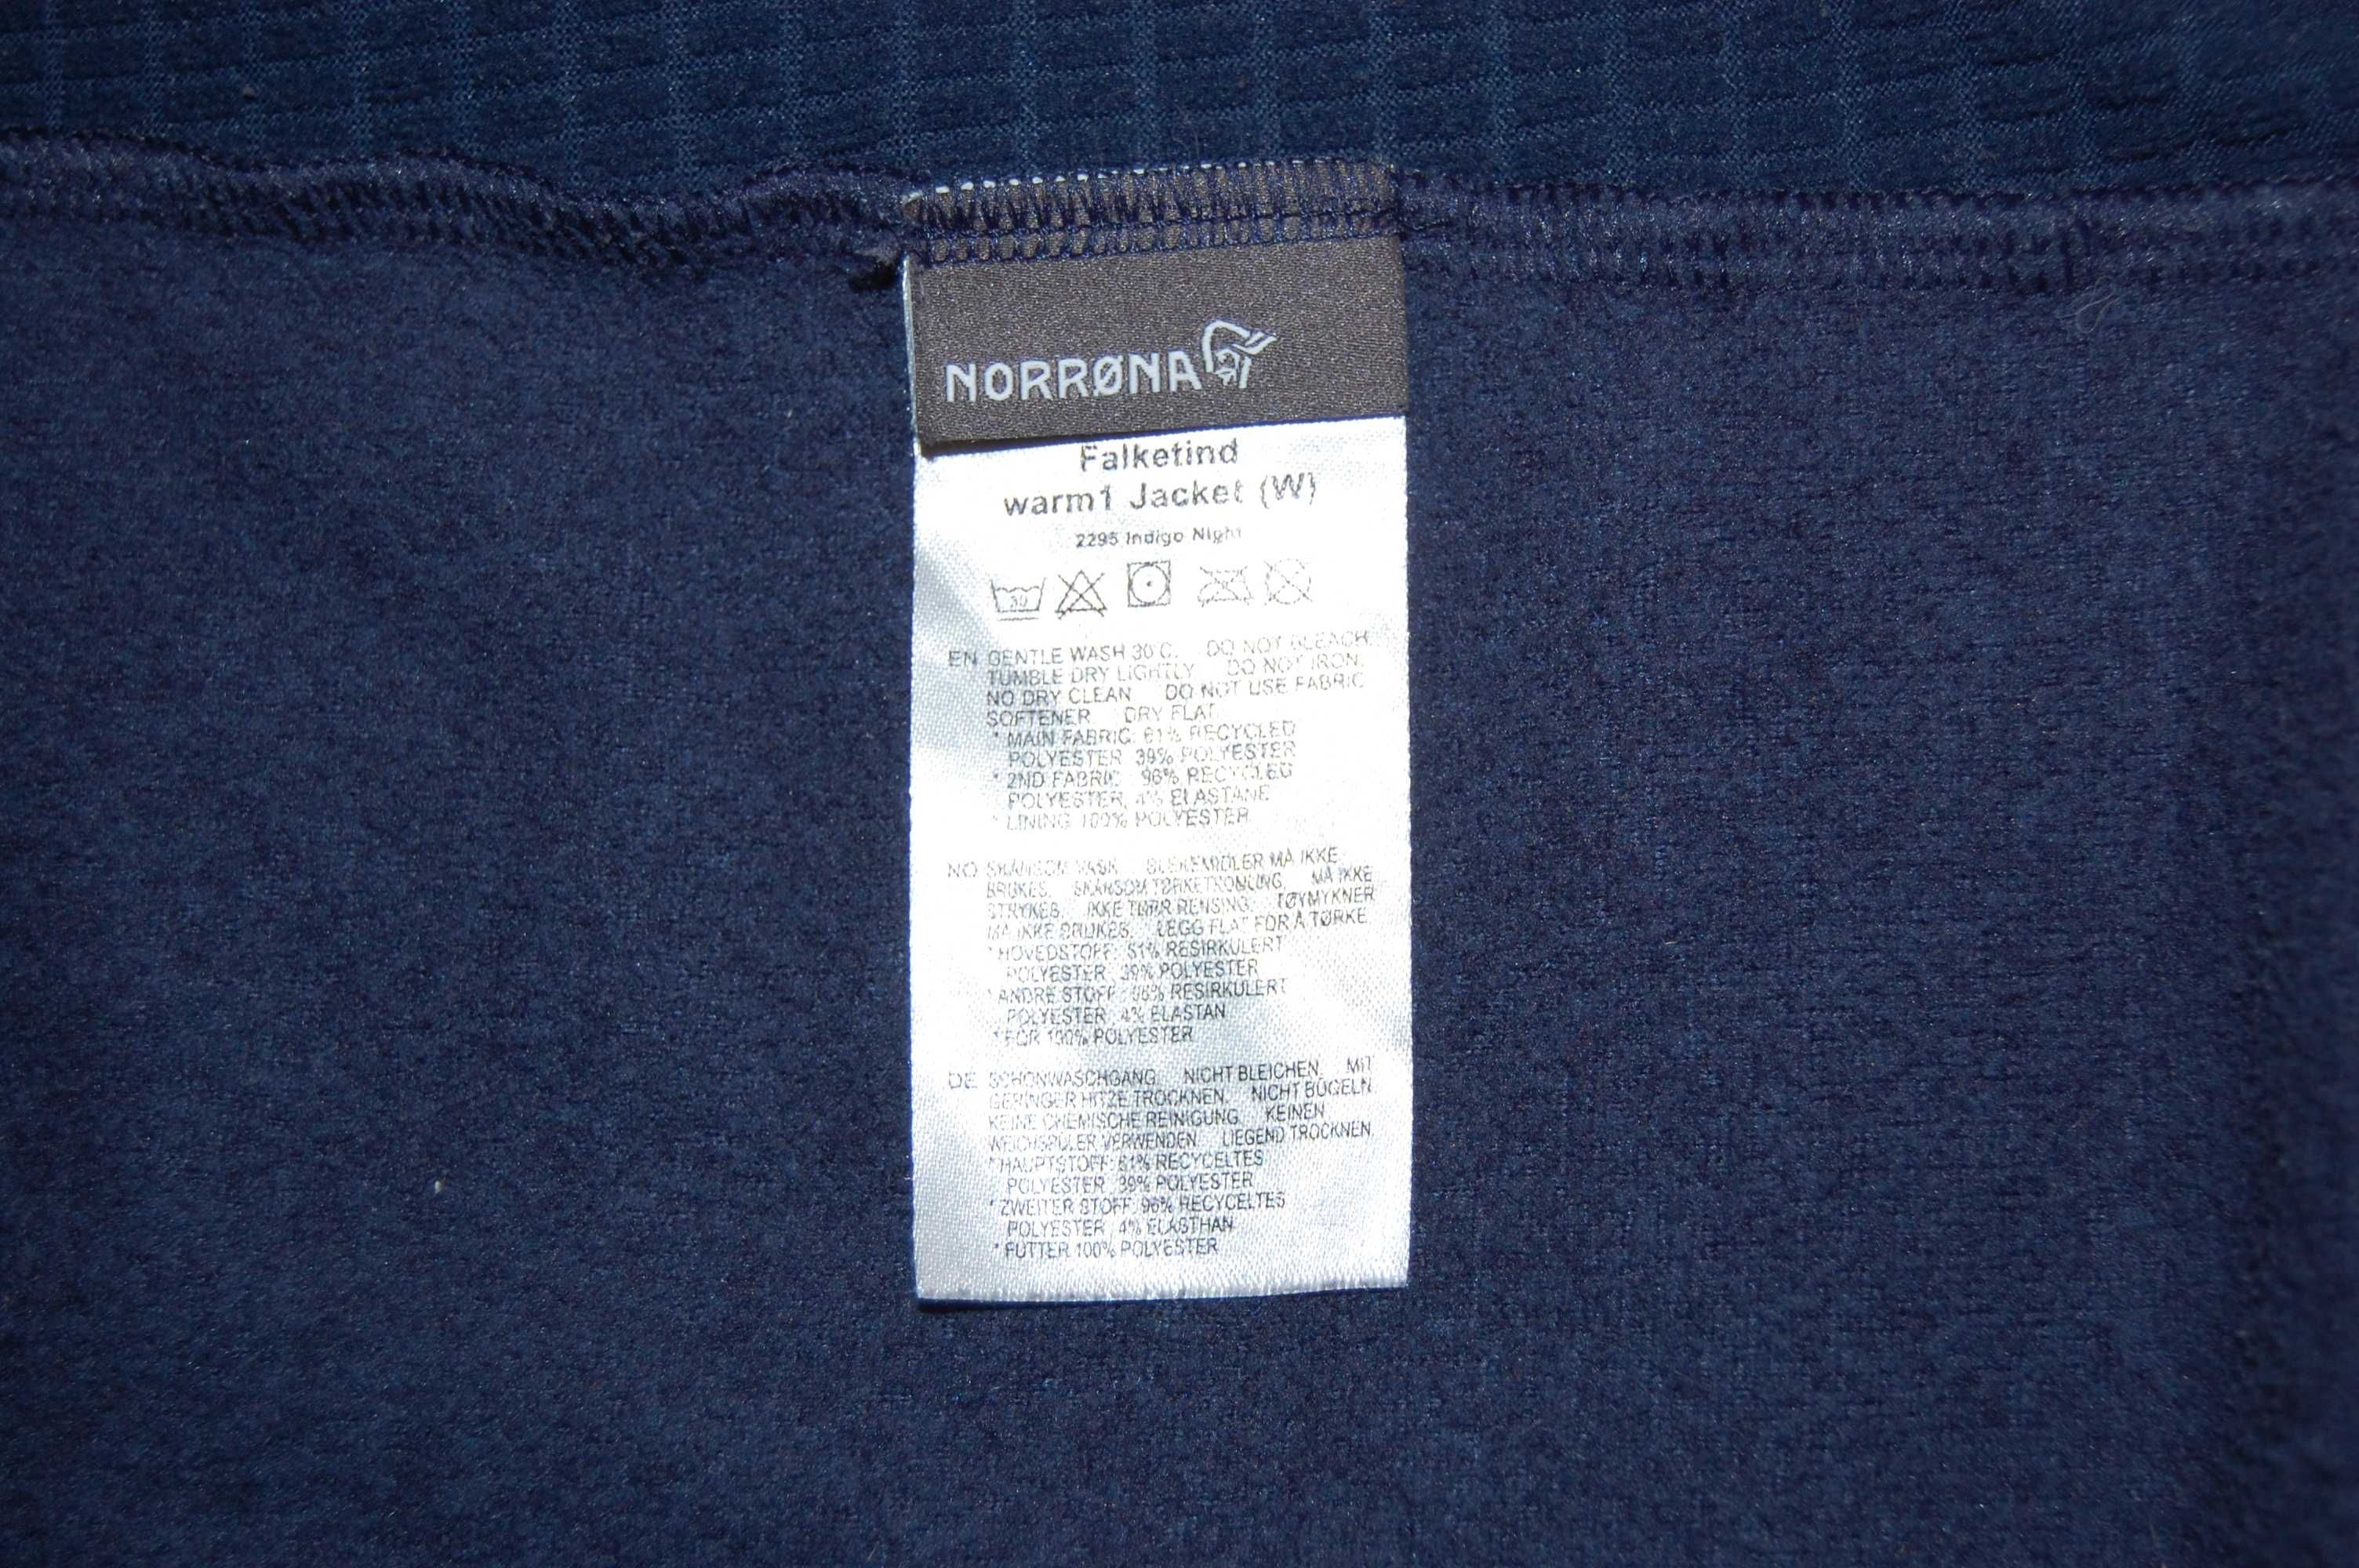 NORRØNA
Falketind
warm1 Jacket (W)
2295 Indigo Night
30
EN GENTLE WASH 30°C. DO NOT BLEACH.
TUMBLE DRY LIGHTLY DO NOT IRON.
NO DRY CLEAN DO NOT USE FABRIC
SOFTENER. DRY FLAT.
* MAIN FABRIC: 61% RECYCLED
POLYESTER 39% POLYESTER
* 2ND FABRIC 96% RECYCLED
POLYESTER, 4% ELASTANE
* LINING 100% POLYESTER
NO SKÅNSOM VASK. BLEKEMIDLER MÅ IKKE
BRUKES. SKÅNSOM TØRKETROMLING. MÅ IKKE
STRYKES. IKKE TØRR RENSING. TØYMYKNER
MÅ IKKE BRUKES. LEGG FLAT FOR Å TØRKE.
* HOVEDSTOFF: 61% RESIRKULERT
POLYESTER 39% POLYESTER
* ANDRE STOFF: 96% RESIRKULERT
POLYESTER 4% ELASTAN
* FOR 100% POLYESTER
DE SCHONWASCHGANG. NICHT BLEICHEN. MIT
GERINGER HITZE TROCKNEN. NICHT BÜGELN.
KEINE CHEMISCHE REINIGUNG. KEINEN
WEICHSPÜLER VERWENDEN LIEGEND TROCKNEN.
* HAUPTSTOFF: 61% RECYCELTES
POLYESTER 39% POLYESTER
* ZWEITER STOFF: 96% RECYCELTES
POLYESTER, 4% ELASTHAN
* FUTTER 100% POLYESTER